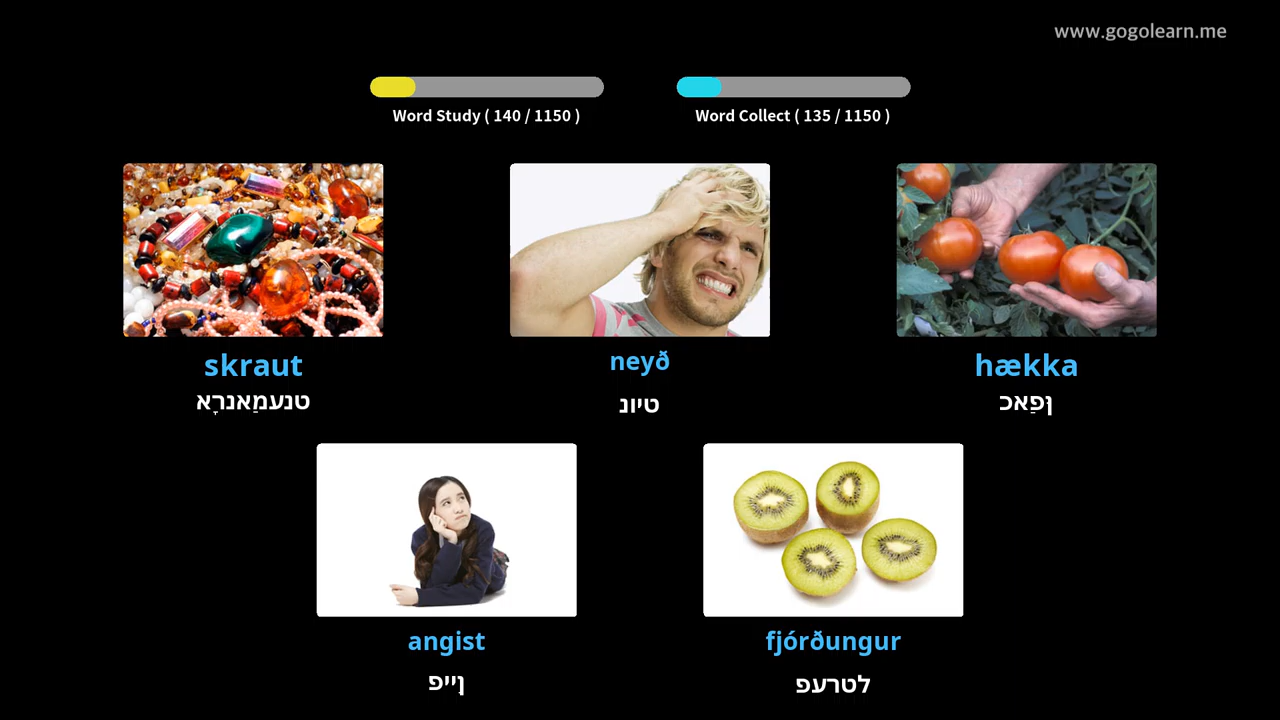 www.gogolearn.me
Word Study ( 140 / 1150 )
Word Collect ( 135 / 1150 )
skraut
טנעמַאנרָא
neyð
טיונ
hækka
ןּפַאכ
angist
ןייּפ
fjórðungur
לטרעפ